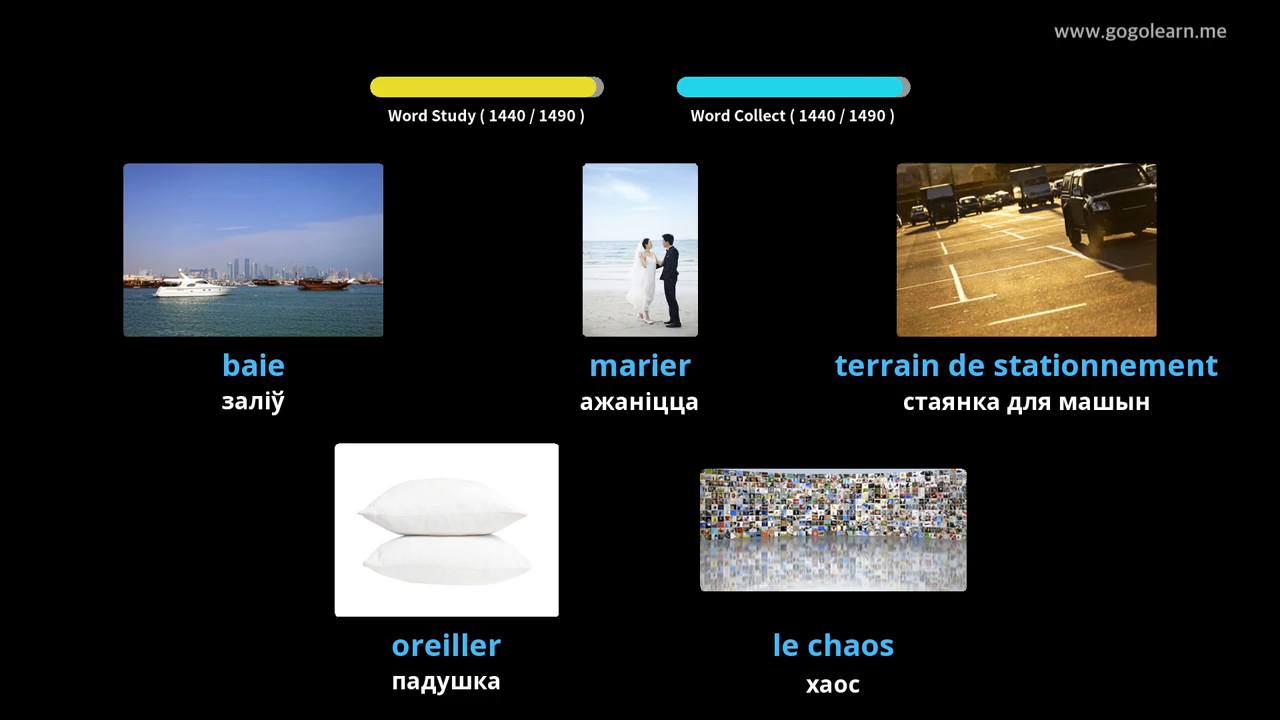 www.gogolearn.me
Word Study ( 1440 / 1490 )
Word Collect ( 1440 / 1490 )
baie
заліў
marier
ажаніцца
terrain de stationnement
стаянка для машын
oreiller
падушка
le chaos
хаос